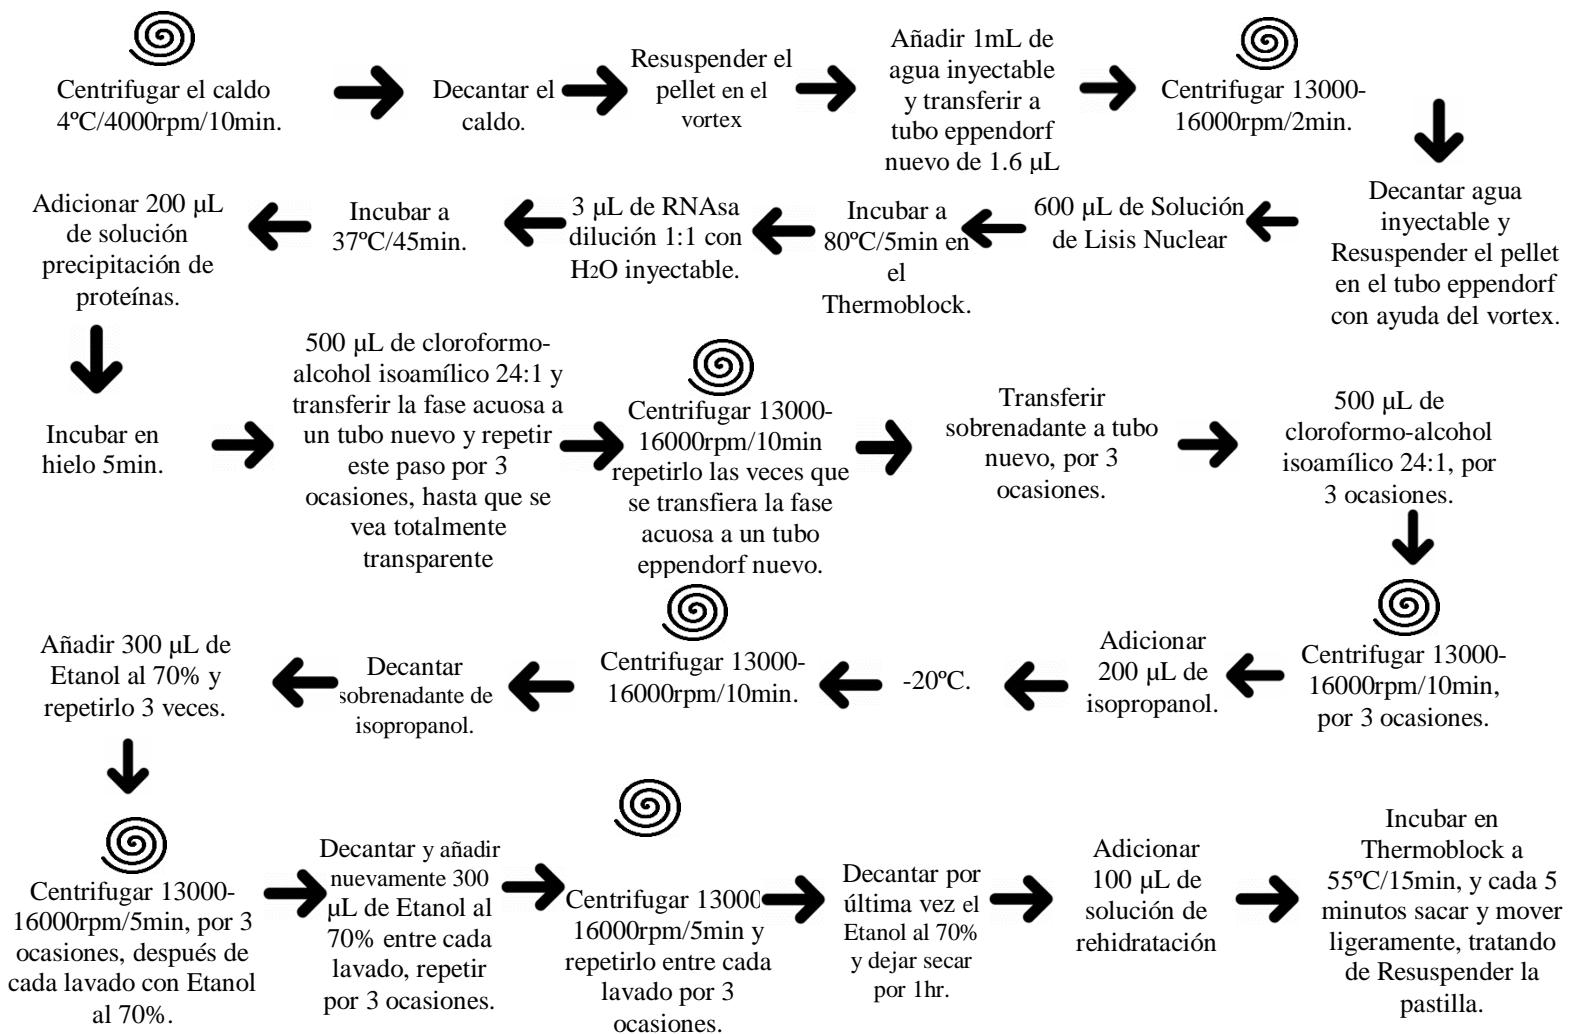 Centrifugar el caldo
4ºC/4000rpm/10min.
Decantar el
caldo.
Resuspender el
pellet en el
vortex
Añadir 1mL de
agua inyectable
y transferir a
tubo eppendorf
nuevo de 1.6 µL
Centrifugar 13000-
16000rpm/2min.
Decantar agua
inyectable y
Resuspender el pellet
en el tubo eppendorf
con ayuda del vortex.
600 µL de Solución
de Lisis Nuclear
Incubar a
80ºC/5min en
el
Thermoblock.
3 µL de RNAsa
dilución 1:1 con
H2O inyectable.
Incubar a
37ºC/45min.
Adicionar 200 µL
de solución
precipitación de
proteínas.
Incubar en
hielo 5min.
500 µL de cloroformo-
alcohol isoamílico 24:1 y
transferir la fase acuosa a
un tubo nuevo y repetir
este paso por 3
ocasiones, hasta que se
vea totalmente
transparente
Centrifugar 13000-
16000rpm/10min
repetirlo las veces que
se transfiera la fase
acuosa a un tubo
eppendorf nuevo.
Transferir
sobrenadante a tubo
nuevo, por 3
ocasiones.
500 µL de
cloroformo-alcohol
isoamílico 24:1, por
3 ocasiones.
Centrifugar 13000-
16000rpm/10min,
por 3 ocasiones.
Adicionar
200 µL de
isopropanol.
-20ºC.
Centrifugar 13000-
16000rpm/10min.
Decantar
sobrenadante de
isopropanol.
Añadir 300 µL de
Etanol al 70% y
repetirlo 3 veces.
Centrifugar 13000-
16000rpm/5min, por 3
ocasiones, después de
cada lavado con Etanol
al 70%.
Decantar y añadir
nuevamente 300
µL de Etanol al
70% entre cada
lavado, repetir
por 3 ocasiones.
Centrifugar 13000
16000rpm/5min y
repetirlo entre cada
lavado por 3
ocasiones.
Decantar por
última vez el
Etanol al 70%
y dejar secar
por 1hr.
Adicionar
100 µL de
solución de
rehidratación
Incubar en
Thermoblock a
55ºC/15min, y cada 5
minutos sacar y mover
ligeramente, tratando
de Resuspender la
pastilla.